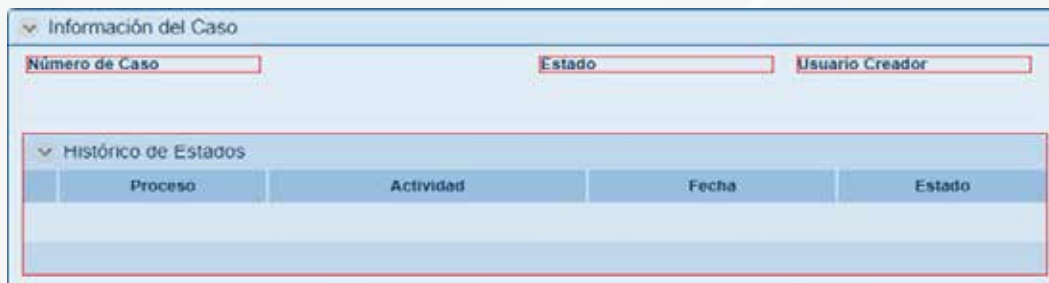 Información del Caso
Número de Caso Estado Usuario Creador
Histórico de Estados
Proceso Actividad Fecha Estado